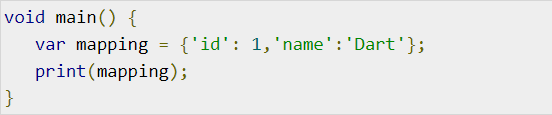 void main() {
   var mapping = {'id': 1,'name':'Dart'};
   print(mapping);
}